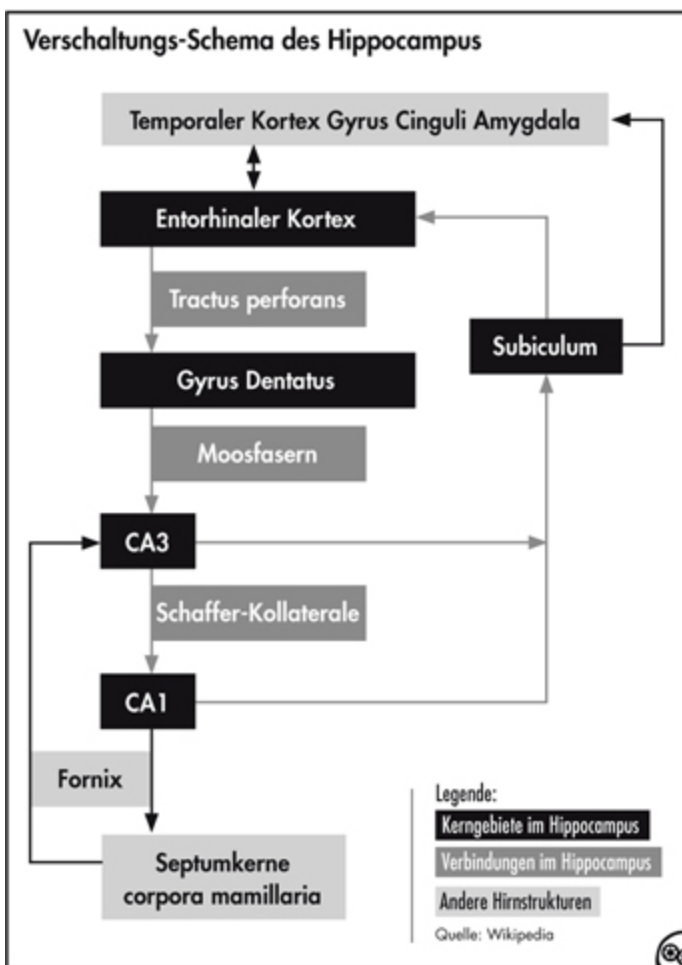 Verschaltungs-Schema des Hippocampus
Temporaler Kortex Gyrus Cinguli Amygdala
Entorhinaler Kortex
Tractus perforans
Subiculum
Gyrus Dentatus
Moosfasern
CA3
Schaffer-Kollaterale
CA1
Fornix
Septumkerne
corpora mamillaria
Legende:
Kerngebiete im Hippocampus
Verbindungen im Hippocampus
Andere Hirnstrukturen
Quelle: Wikipedia